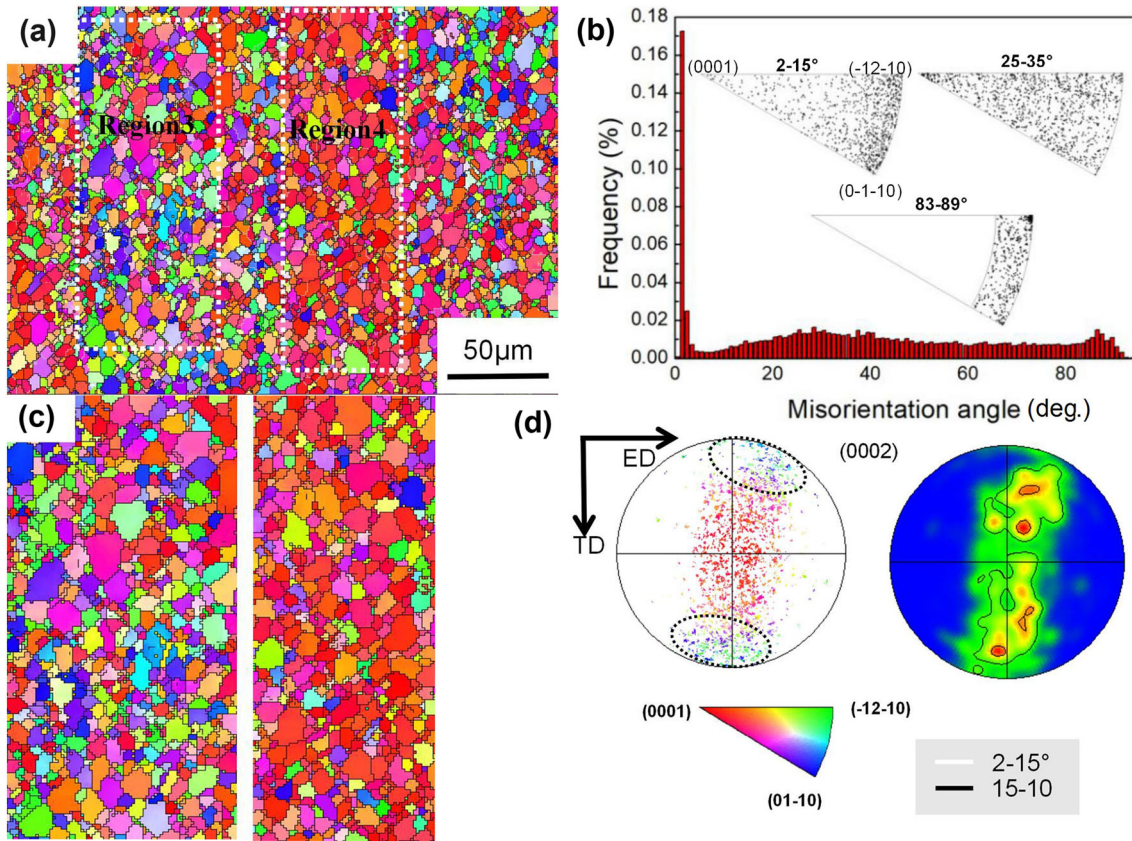 (a)
Region3
Region4
50µm
(b)
Frequency (%)
0.18
0.16
0.14
0.12
0.10
0.08
0.06
0.04
0.02
0.00
0
20
40
60
80
Misorientation angle (deg.)
(0001)
2-15°
(-12-10)
(0-1-10)
25-35°
83-89°
(c)
(d)
ED
TD
(0002)
(0001)
(-12-10)
(01-10)
2-15°
15-10